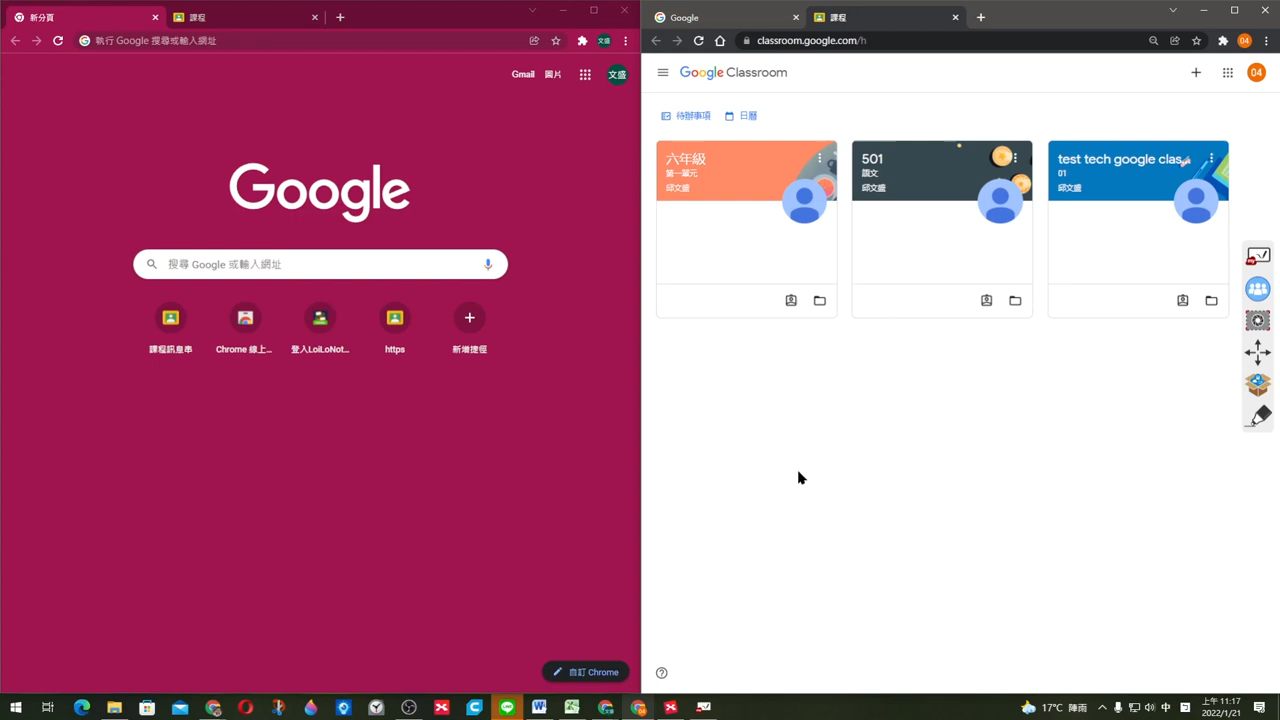 新分頁
課程
執行 Google 搜尋或輸入網址
文盛
Gmail
圖片
文盛
Google
搜尋 Google 或輸入網址
課程訊息串
Chrome 線上...
登入LoiLoNot...
https
新增捷徑
自訂 Chrome
Google
課程
classroom.google.com/h
04
Google Classroom
04
待辦事項
日曆
六年級
第一單元
邱文盛
501
語文
邱文盛
test tech google clas
01
邱文盛
17°C 陣雨
中
上午 11:17
2022/1/21